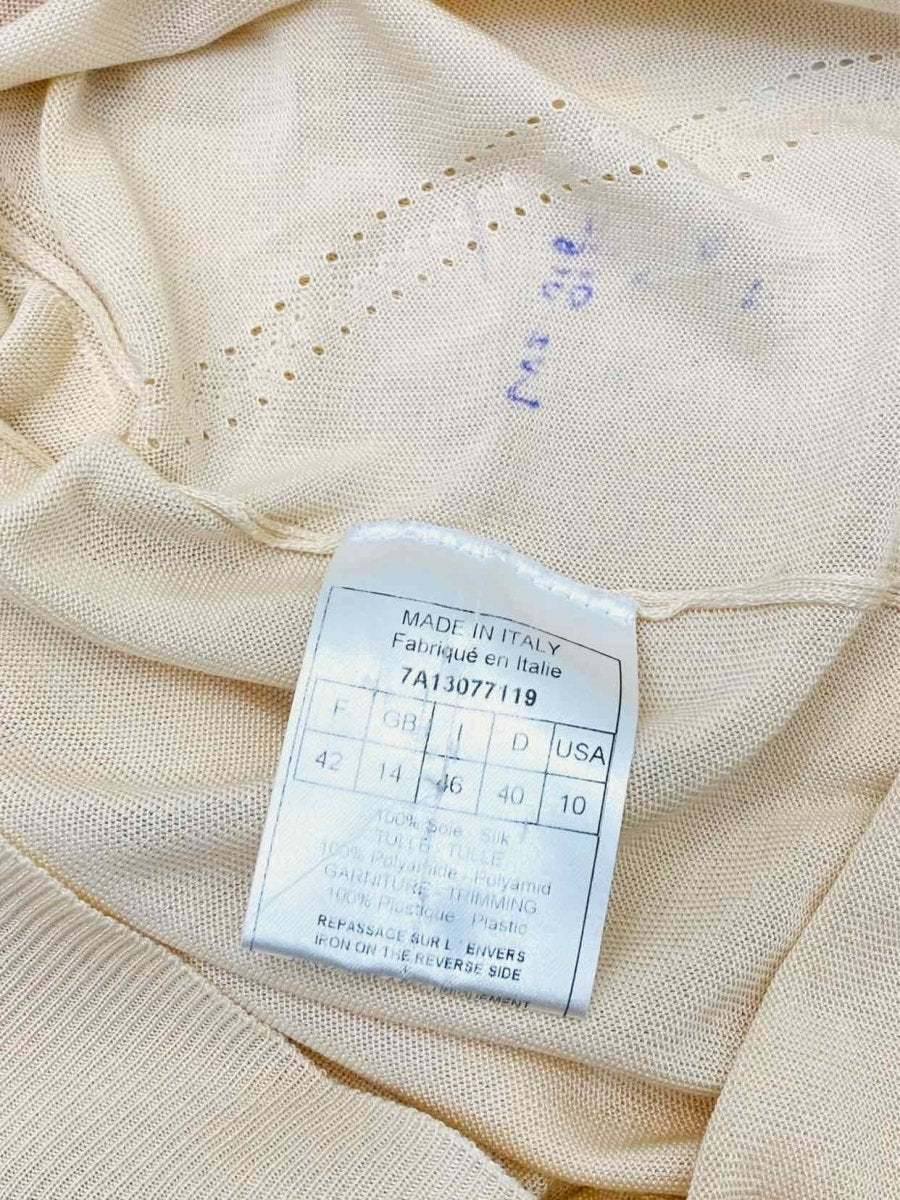 MADE IN ITALY
Fabriqué en Italie
7A13077119
F GB I D USA
42 14 46 40 10
100% Soie - Silk
TULLE - TULLE
100% Polyamide - Polyamid
GARNITURE - TRIMMING
100% Plastique - Plastic
REPASSAGE SUR L'ENVERS
IRON ON THE REVERSE SIDE